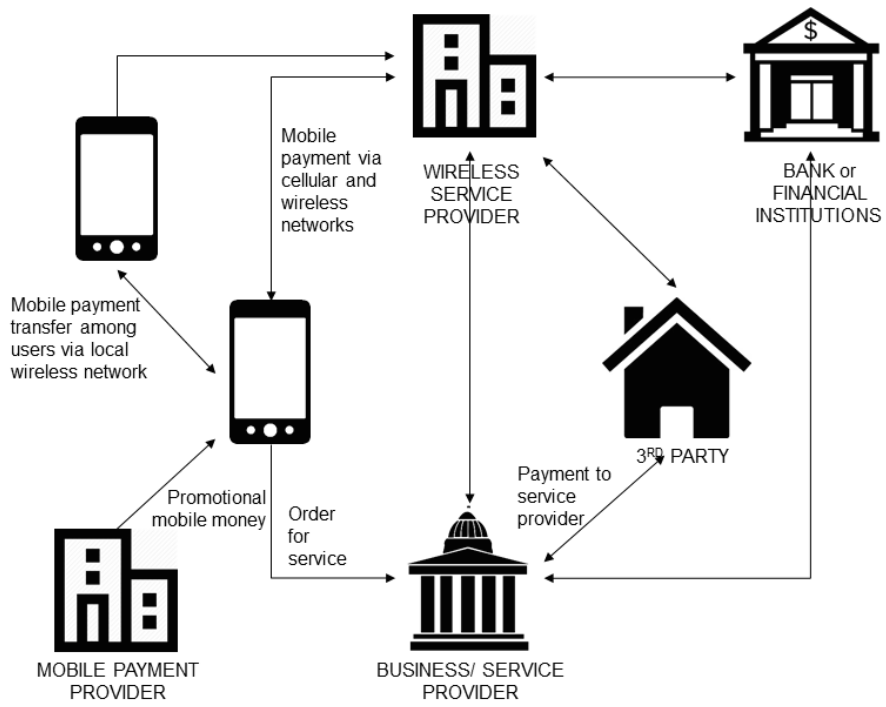 $
Mobile
payment via
cellular and
wireless
networks
WIRELESS
SERVICE
PROVIDER
BANK or
FINANCIAL
INSTITUTIONS
Mobile payment
transfer among
users via local
wireless network
3RD PARTY
Payment to
service
provider
Promotional
mobile money
Order
for
service
MOBILE PAYMENT
PROVIDER
BUSINESS/ SERVICE
PROVIDER